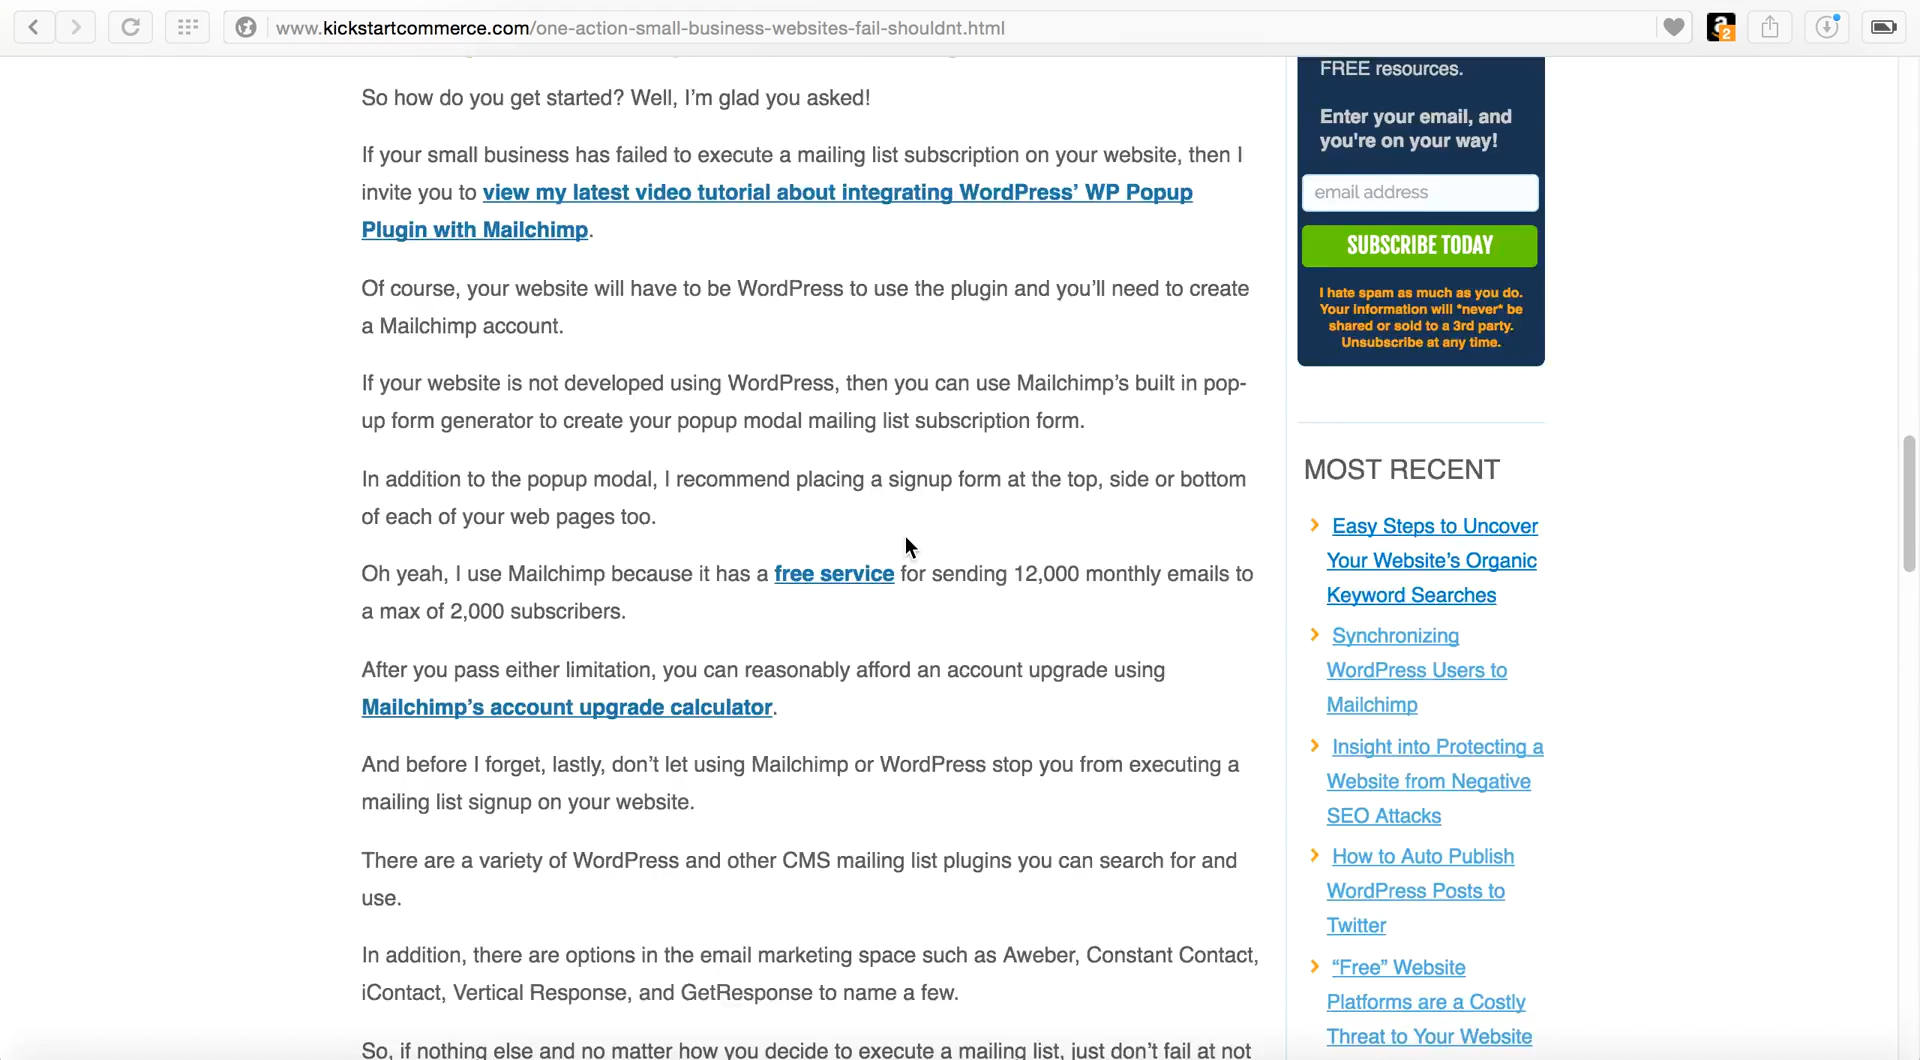 www.kickstartcommerce.com/one-action-small-business-websites-fail-shouldnt.html
a
2
So how do you get started? Well, I’m glad you asked!
If your small business has failed to execute a mailing list subscription on your website, then I
invite you to view my latest video tutorial about integrating WordPress’ WP Popup
Plugin with Mailchimp.
Of course, your website will have to be WordPress to use the plugin and you’ll need to create
a Mailchimp account.
If your website is not developed using WordPress, then you can use Mailchimp’s built in pop-
up form generator to create your popup modal mailing list subscription form.
In addition to the popup modal, I recommend placing a signup form at the top, side or bottom
of each of your web pages too.
Oh yeah, I use Mailchimp because it has a free service for sending 12,000 monthly emails to
a max of 2,000 subscribers.
After you pass either limitation, you can reasonably afford an account upgrade using
Mailchimp’s account upgrade calculator.
And before I forget, lastly, don’t let using Mailchimp or WordPress stop you from executing a
mailing list signup on your website.
There are a variety of WordPress and other CMS mailing list plugins you can search for and
use.
In addition, there are options in the email marketing space such as Aweber, Constant Contact,
iContact, Vertical Response, and GetResponse to name a few.
So, if nothing else and no matter how you decide to execute a mailing list, just don’t fail at not
FREE resources.
Enter your email, and
you're on your way!
email address
SUBSCRIBE TODAY
I hate spam as much as you do.
Your information will *never* be
shared or sold to a 3rd party.
Unsubscribe at any time.
MOST RECENT
Easy Steps to Uncover
Your Website’s Organic
Keyword Searches
Synchronizing
WordPress Users to
Mailchimp
Insight into Protecting a
Website from Negative
SEO Attacks
How to Auto Publish
WordPress Posts to
Twitter
“Free” Website
Platforms are a Costly
Threat to Your Website